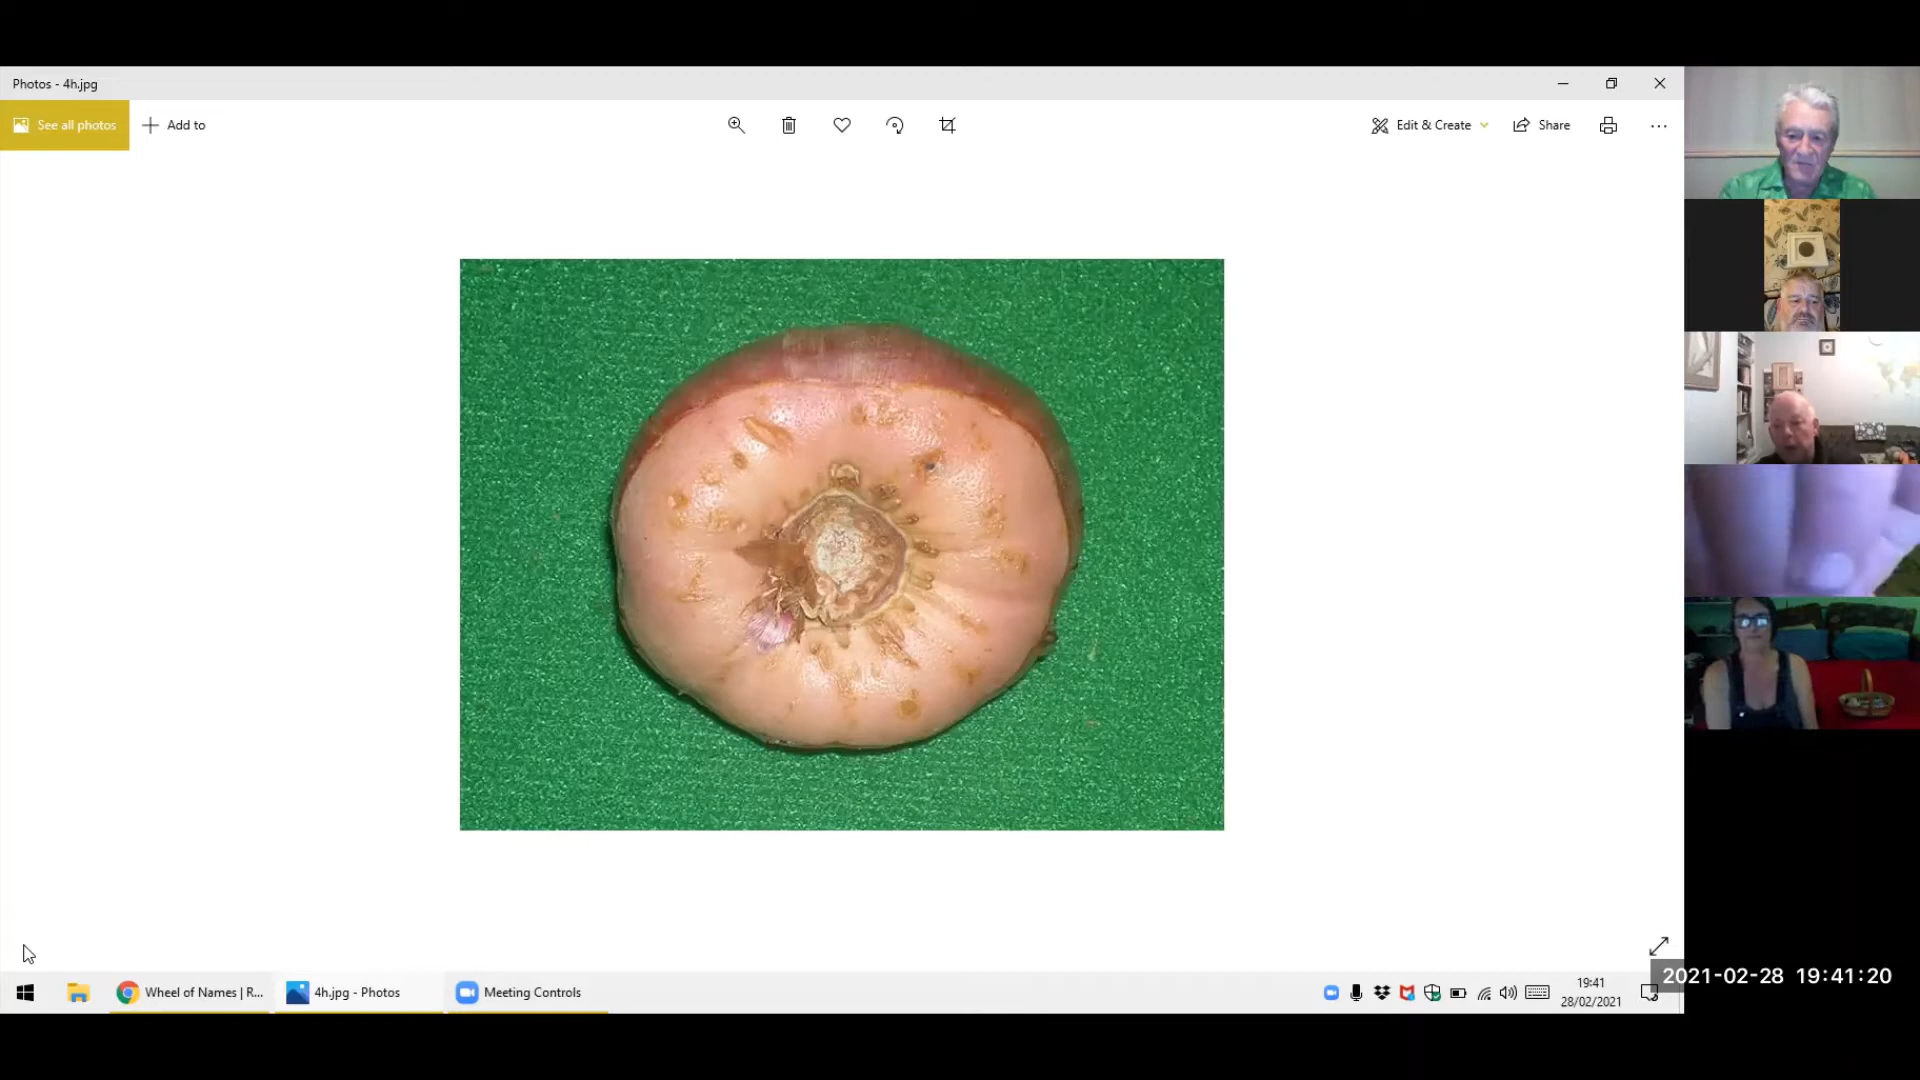 Photos - 4h.jpg
See all photos
Add to
Edit & Create
Share
Wheel of Names | R...
4h.jpg - Photos
Meeting Controls
19:41
28/02/2021
2021-02-28 19:41:20